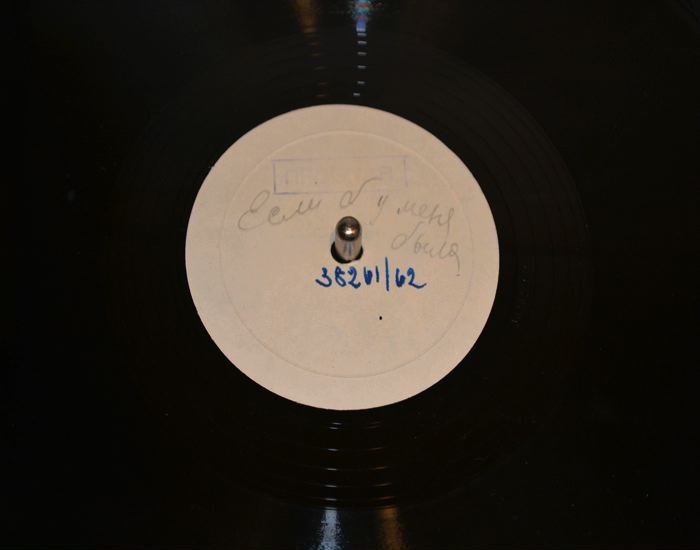 Если б у меня
была
38261/62